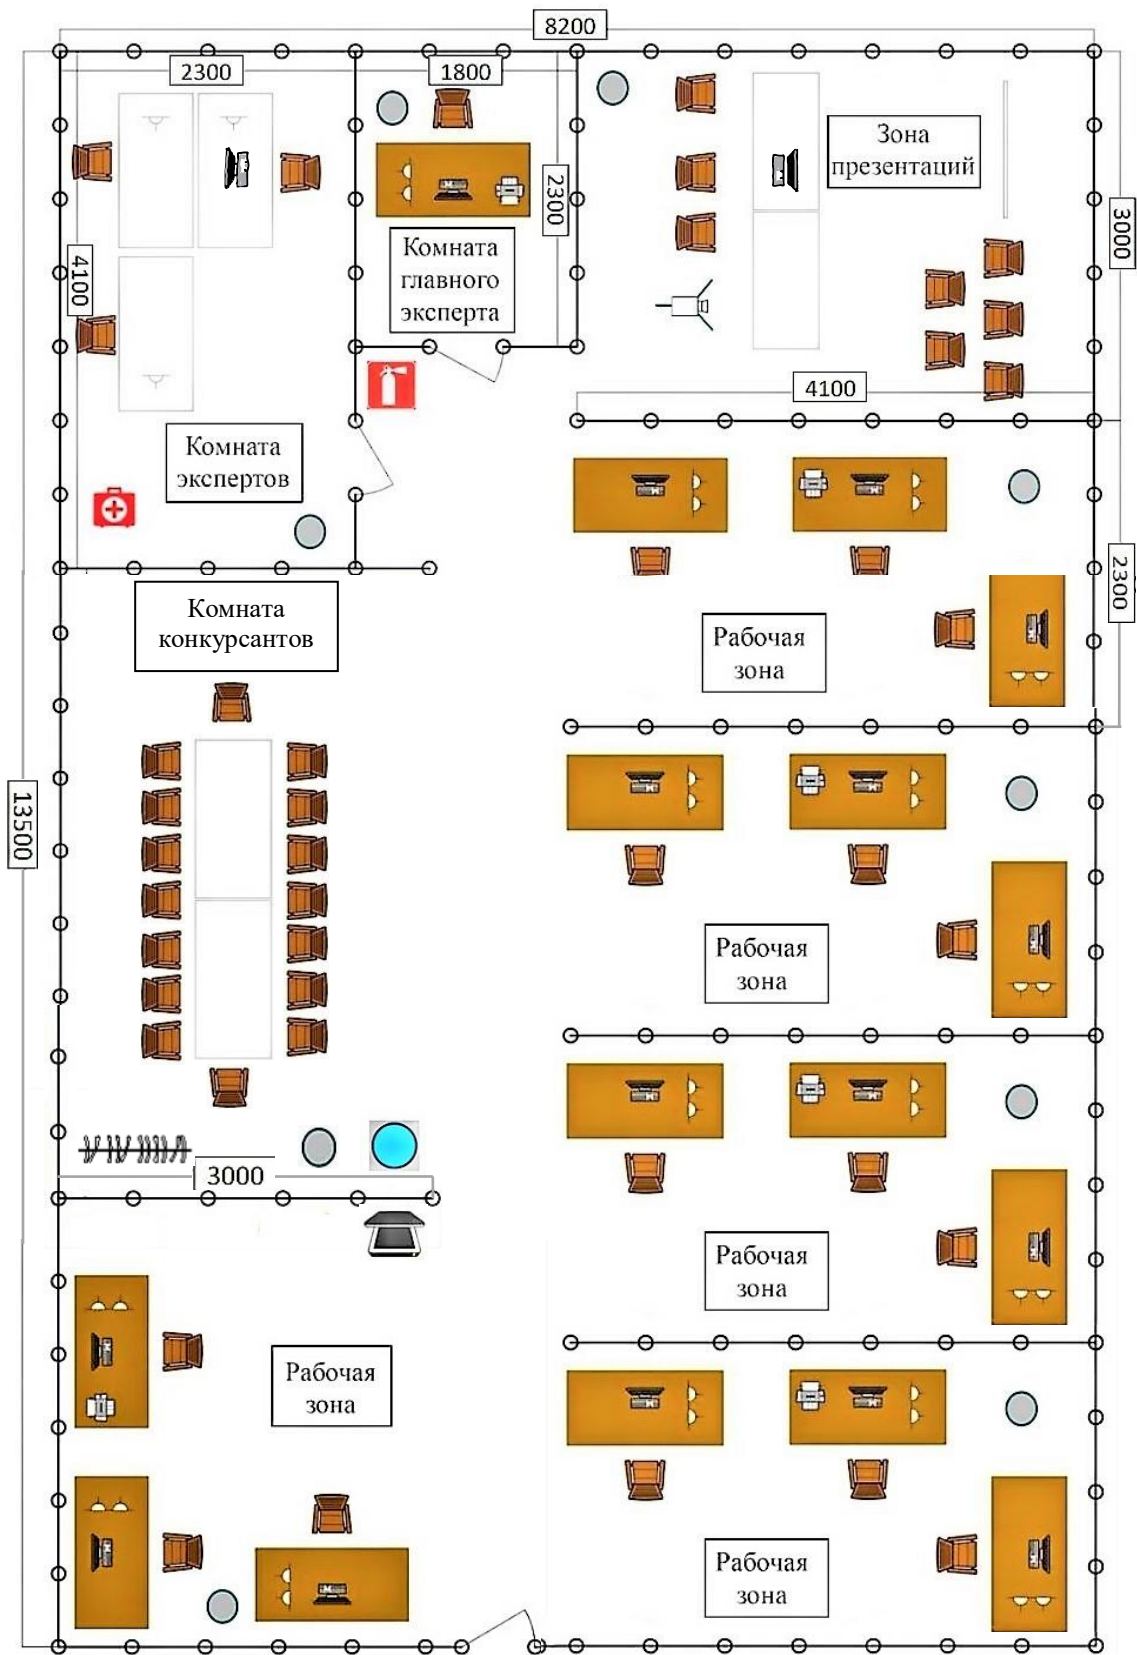 8200
2300
1800
Зона
презентаций
2300
3000
Комната
главного
эксперта
4100
4100
Комната
экспертов
2300
Комната
конкурсантов
Рабочая
зона
13500
Рабочая
зона
3000
Рабочая
зона
Рабочая
зона
Рабочая
зона